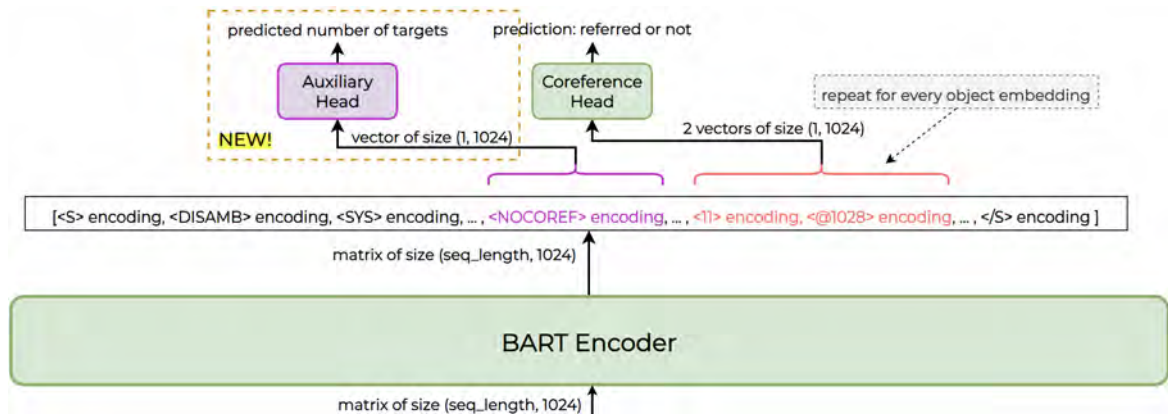 predicted number of targets
prediction: referred or not
Auxiliary
Head
Coreference
Head
repeat for every object embedding
NEW!
vector of size (1, 1024)
2 vectors of size (1, 1024)
[<S> encoding, <DISAMB> encoding, <SYS> encoding, ... , <NOCOREF> encoding, ... , <11> encoding, <@1028> encoding, ... , </S> encoding ]
matrix of size (seq_length, 1024)
BART Encoder
matrix of size (seq_length, 1024)